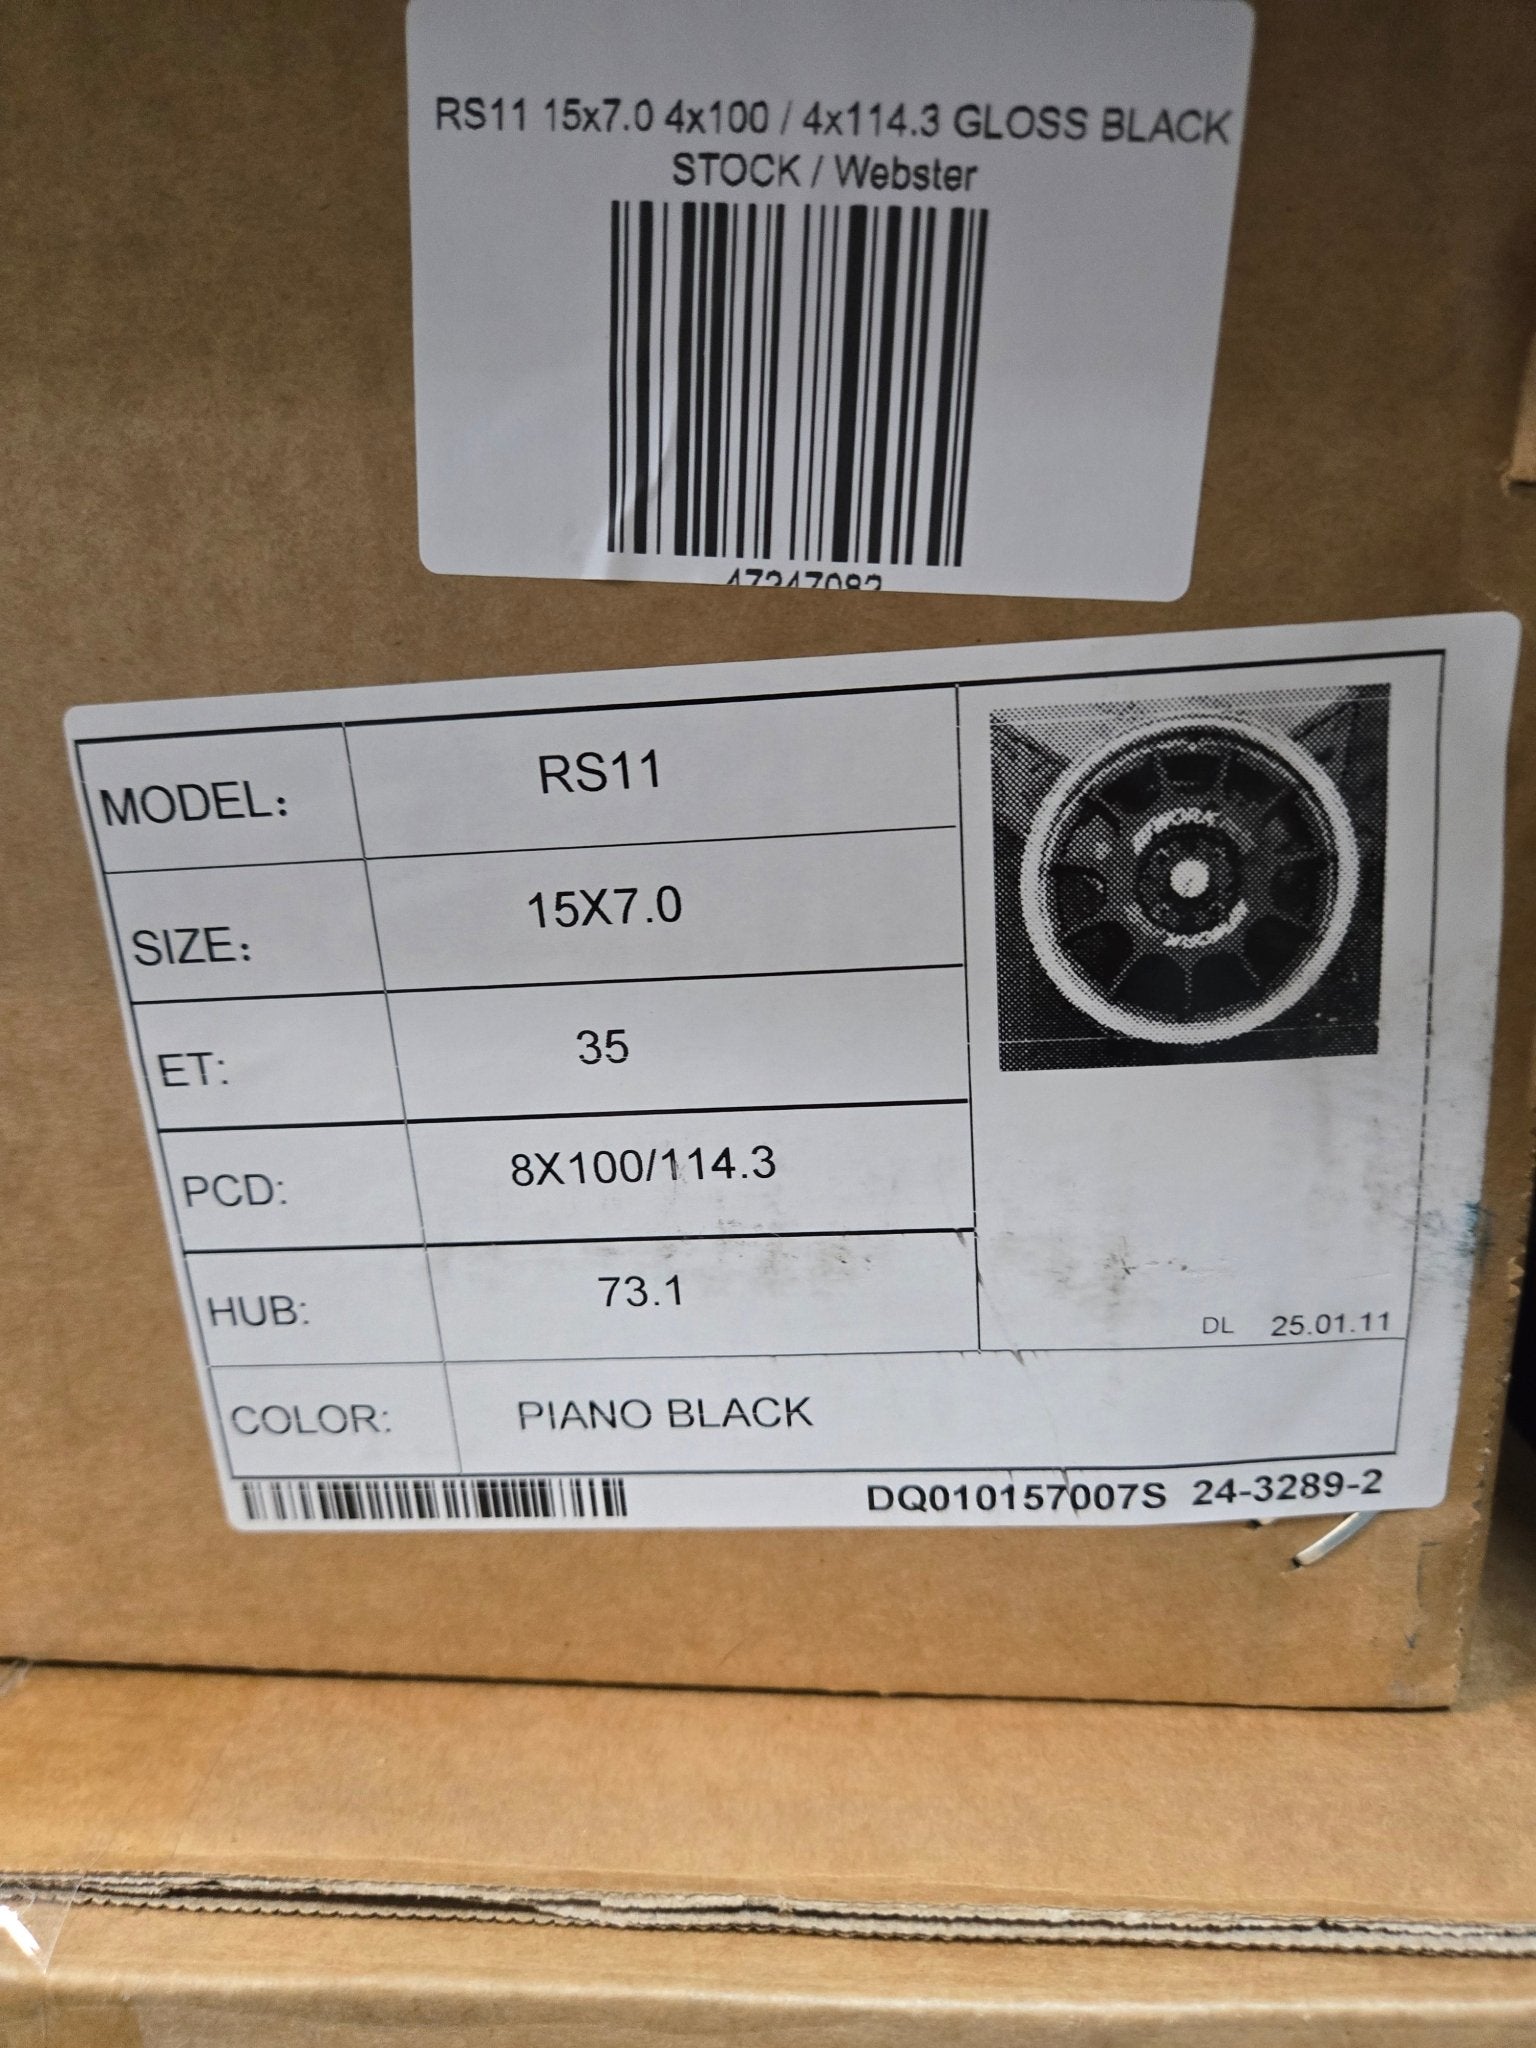 RS11 15x7.0 4x100 / 4x114.3 GLOSS BLACK
STOCK / Webster
47247082
MODEL: RS11
SIZE: 15X7.0
ET: 35
PCD: 8X100/114.3
HUB: 73.1
DL 25.01.11
COLOR: PIANO BLACK
DQ010157007S 24-3289-2